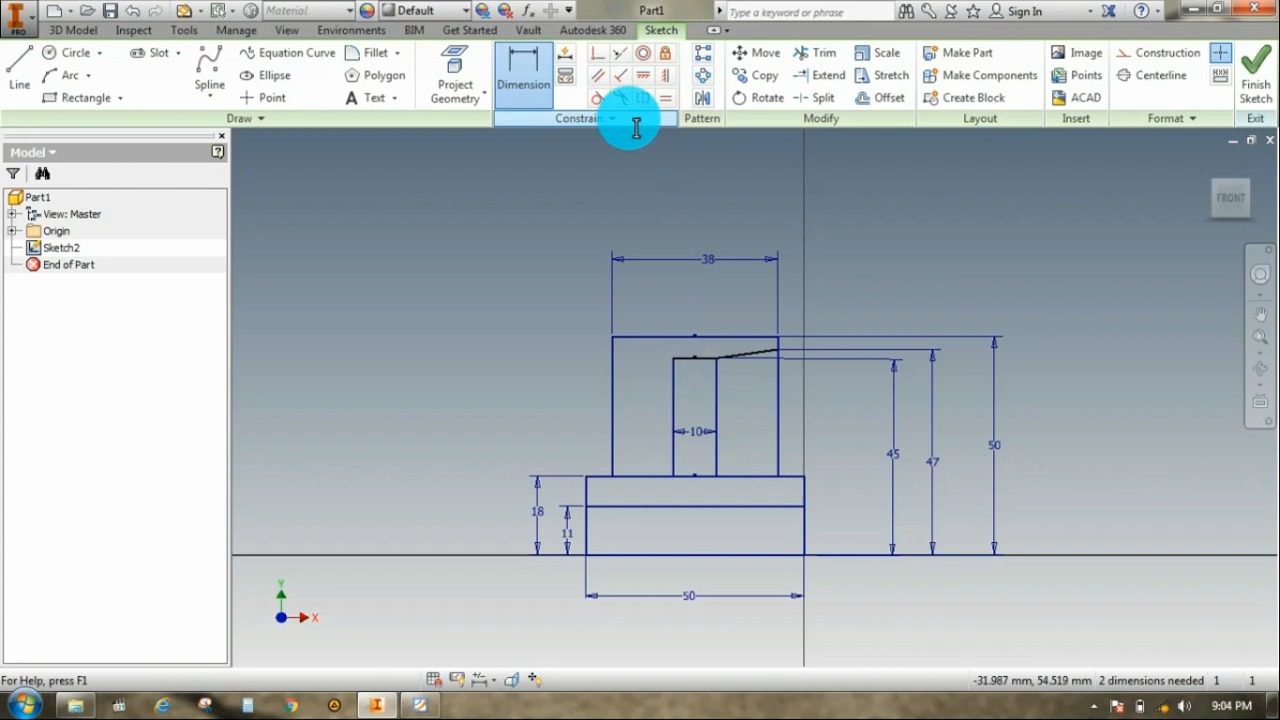 PRO
Material
Default
Part1
Type a keyword or phrase
Sign In
3D Model Inspect Tools Manage View Environments BIM Get Started Vault Autodesk 360 Sketch
Line
Circle
Arc
Rectangle
Slot
Spline
Equation Curve
Ellipse
Point
Fillet
Polygon
Text
Project
Geometry
Dimension
Move
Copy
Rotate
Trim
Extend
Split
Scale
Stretch
Offset
Make Part
Make Components
Create Block
Image
Points
ACAD
Construction
Centerline
Finish
Sketch
Draw
Constrain
Pattern
Modify
Layout
Insert
Format
Exit
Model
Part1
View: Master
Origin
Sketch2
End of Part
FRONT
38
10
45
47
50
18
11
50
Y
X
For Help, press F1
-31.987 mm, 54.519 mm 2 dimensions needed 1 1
9:04 PM